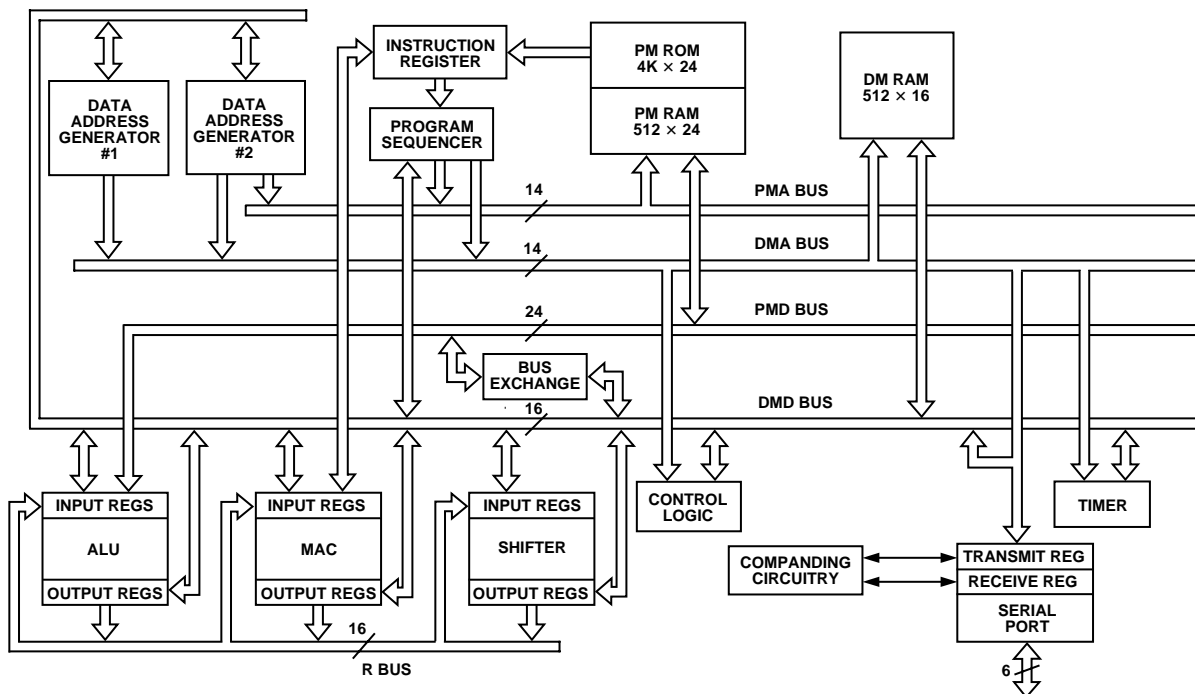 INSTRUCTION
REGISTER
PM ROM
4K × 24
PM RAM
512 × 24
DM RAM
512 × 16
DATA
ADDRESS
GENERATOR
#1
DATA
ADDRESS
GENERATOR
#2
PROGRAM
SEQUENCER
14
PMA BUS
14
DMA BUS
24
PMD BUS
BUS
EXCHANGE
16
DMD BUS
INPUT REGS
ALU
OUTPUT REGS
INPUT REGS
MAC
OUTPUT REGS
INPUT REGS
SHIFTER
OUTPUT REGS
CONTROL
LOGIC
TIMER
COMPANDING
CIRCUITRY
TRANSMIT REG
RECEIVE REG
SERIAL
PORT
16
R BUS
6